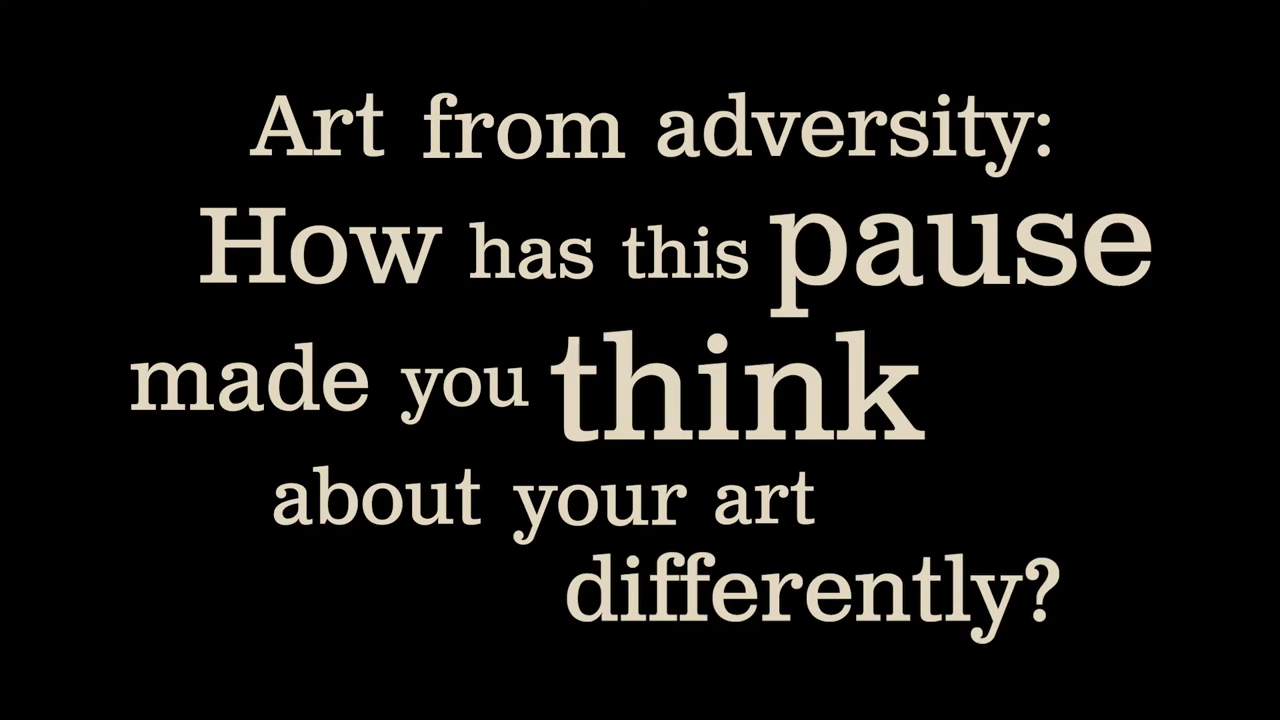 Art from adversity:
How has this pause
made you think
about your art
differently?